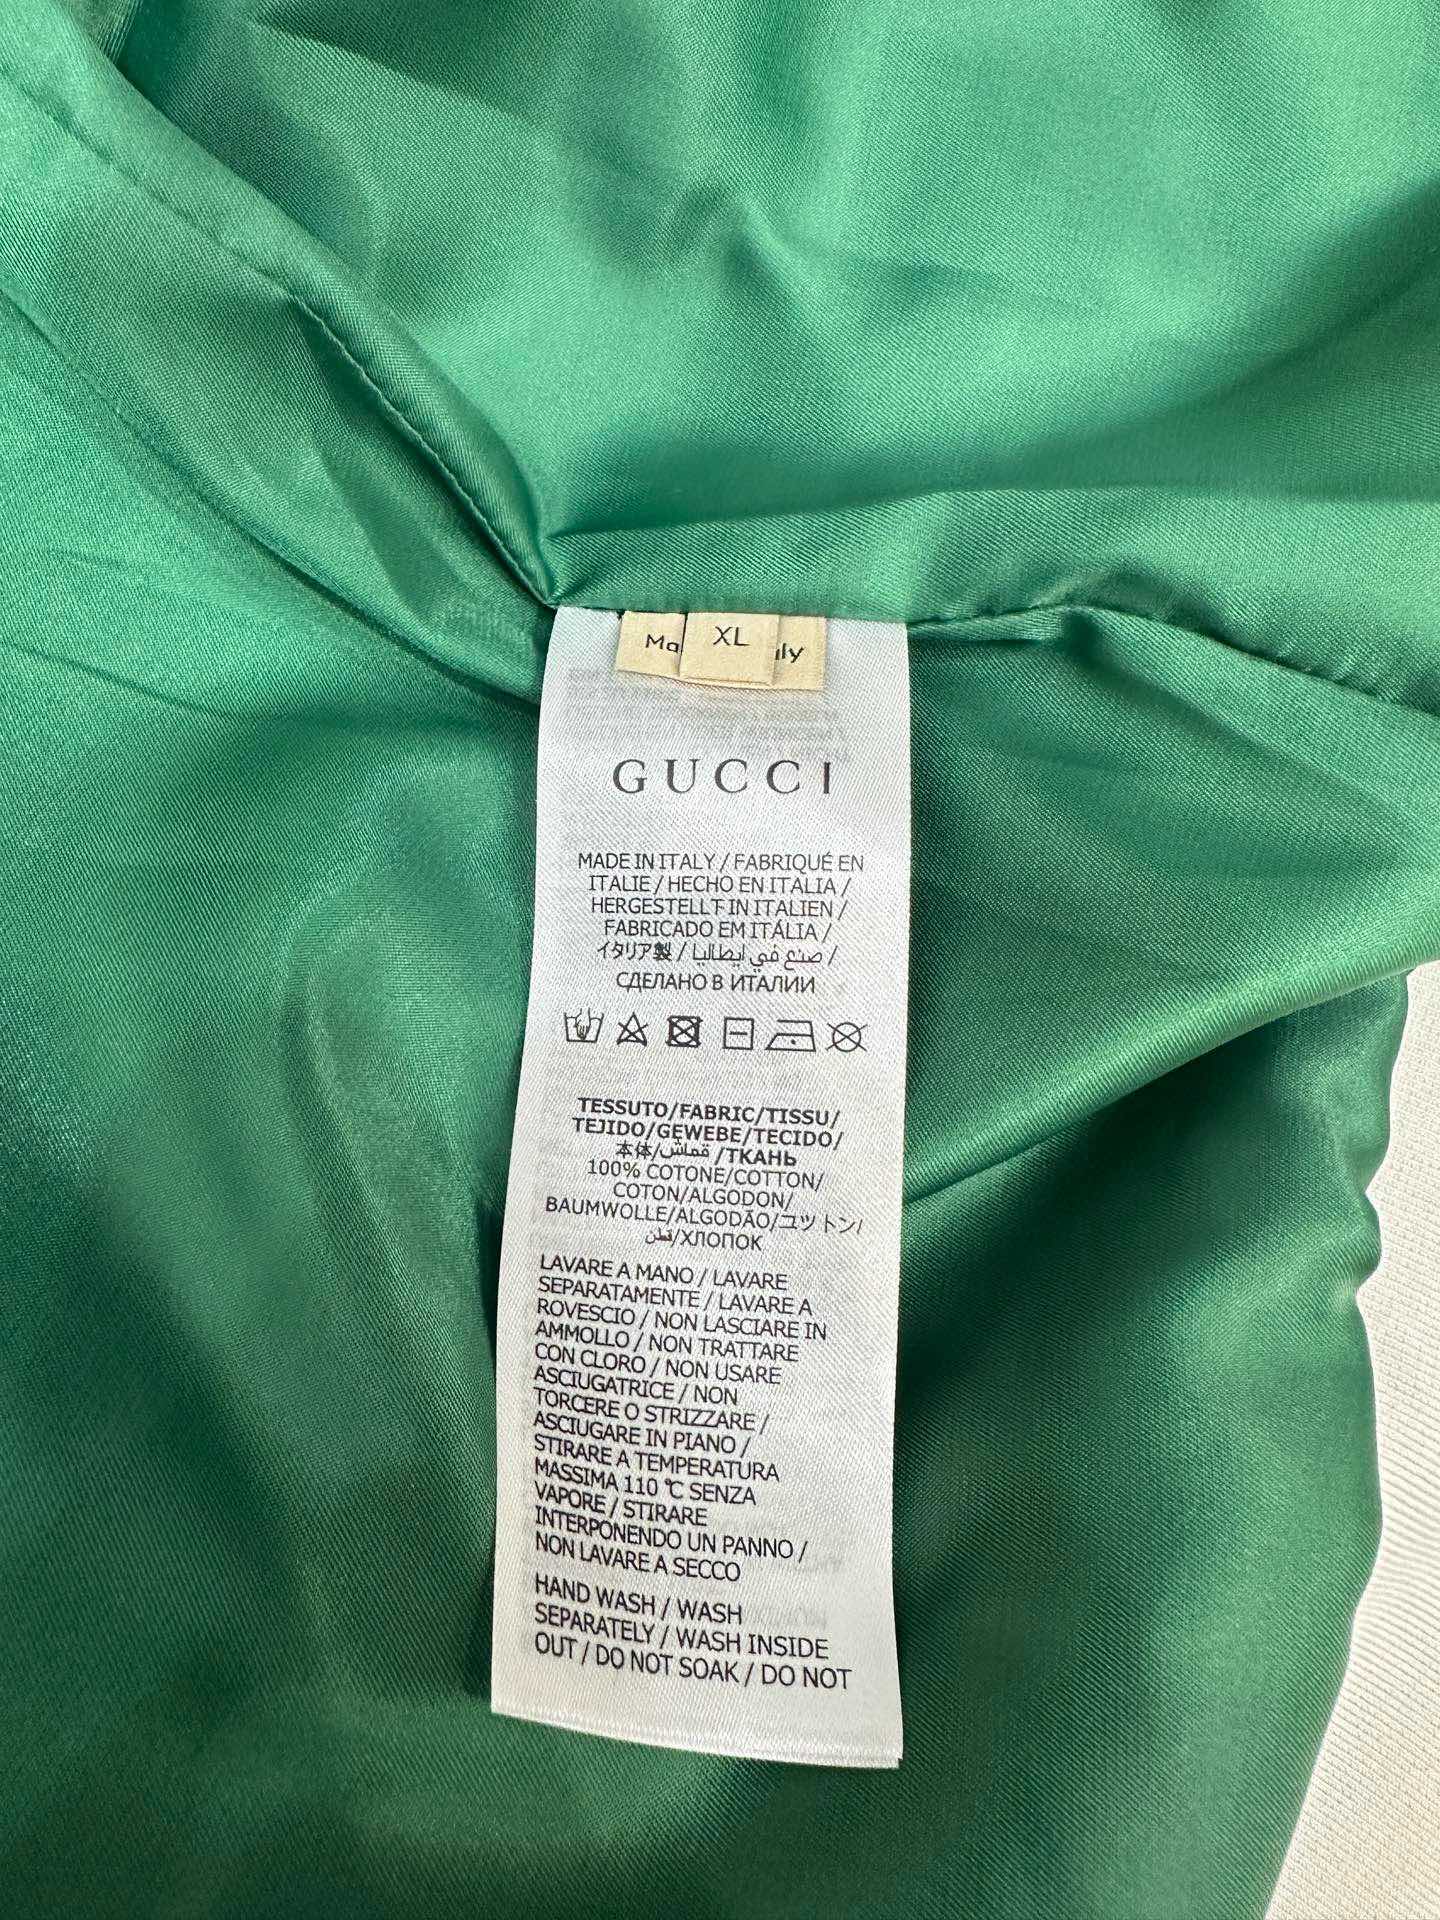 XL
GUCCI
MADE IN ITALY / FABRIQUÉ EN
ITALIE / HECHO EN ITALIA /
HERGESTELLT IN ITALIEN /
FABRICADO EM ITÁLIA /
イタリア製 / صنع في ايطاليا /
СДЕЛАНО В ИТАЛИИ
TESSUTO/FABRIC/TISSU/
TEJIDO/GEWEBE/TECIDO/
本体/قماش/ТКАНЬ
100% COTONE/COTTON/
COTON/ALGODON/
BAUMWOLLE/ALGODÃO/コットン/
قطن/ХЛОПОК
LAVARE A MANO / LAVARE
SEPARATAMENTE / LAVARE A
ROVESCIO / NON LASCIARE IN
AMMOLLO / NON TRATTARE
CON CLORO / NON USARE
ASCIUGATRICE / NON
TORCERE O STRIZZARE /
ASCIUGARE IN PIANO /
STIRARE A TEMPERATURA
MASSIMA 110 ℃ SENZA
VAPORE / STIRARE
INTERPONENDO UN PANNO /
NON LAVARE A SECCO
HAND WASH / WASH
SEPARATELY / WASH INSIDE
OUT / DO NOT SOAK / DO NOT